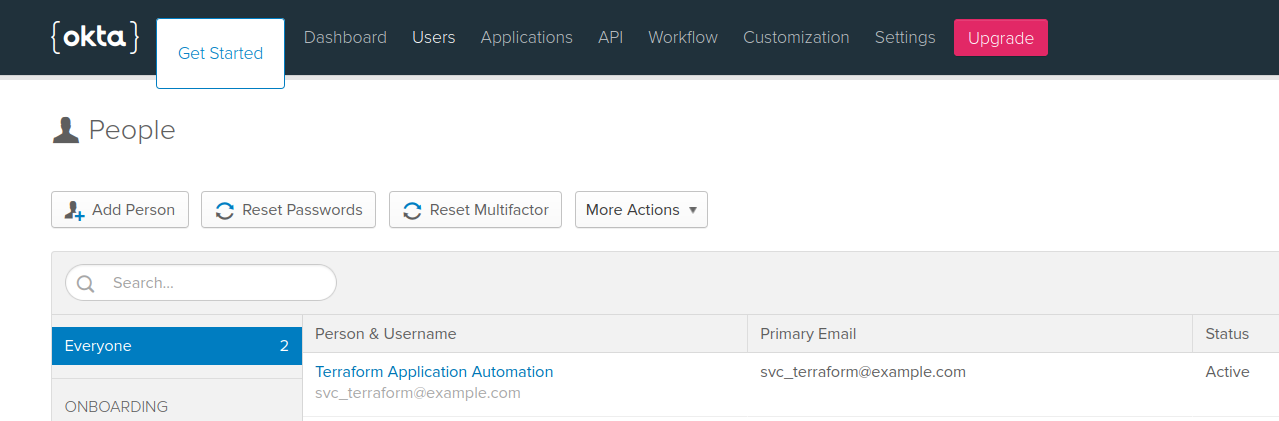 {okta}
Get Started
Dashboard Users Applications API Workflow Customization Settings Upgrade
People
Add Person Reset Passwords Reset Multifactor More Actions
Search...
Everyone 2
Person & Username Primary Email Status
Terraform Application Automation svc_terraform@example.com Active
svc_terraform@example.com
ONBOARDING